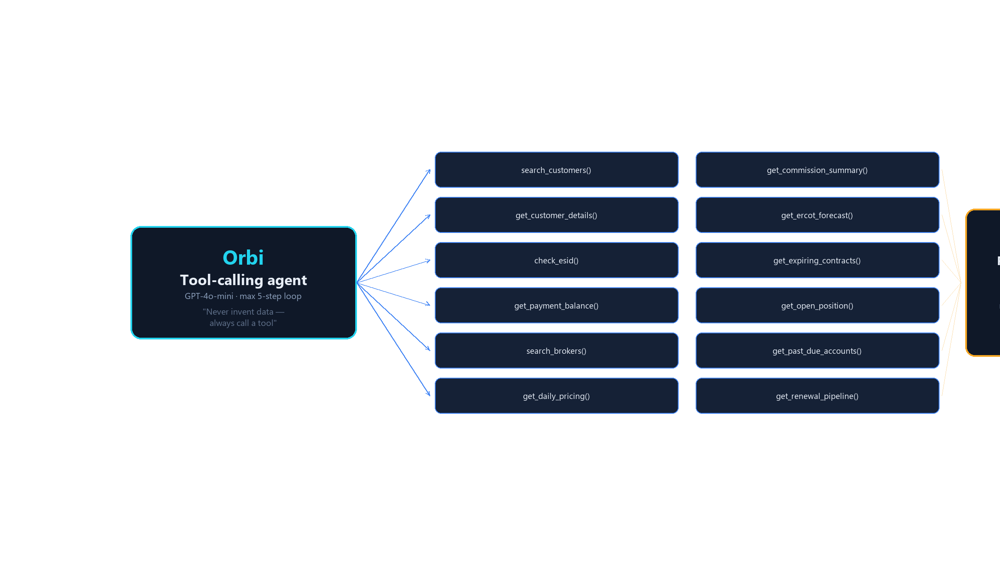 Orbi
Tool-calling agent
GPT-4o-mini · max 5-step loop
"Never invent data —
always call a tool"
search_customers()
get_customer_details()
check_esid()
get_payment_balance()
search_brokers()
get_daily_pricing()
get_commission_summary()
get_ercot_forecast()
get_expiring_contracts()
get_open_position()
get_past_due_accounts()
get_renewal_pipeline()